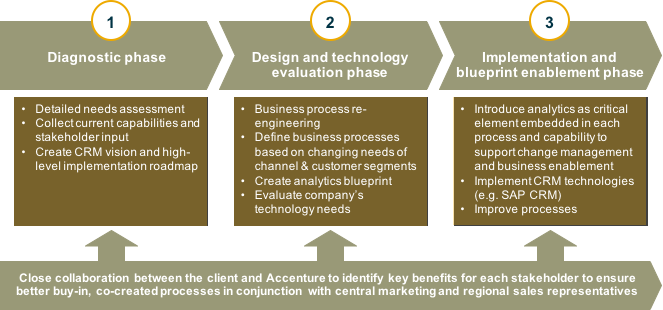 1
Diagnostic phase
• Detailed needs assessment
• Collect current capabilities and
stakeholder input
• Create CRM vision and high-
level implementation roadmap
2
Design and technology
evaluation phase
• Business process re-
engineering
• Define business processes
based on changing needs of
channel & customer segments
• Create analytics blueprint
• Evaluate company's
technology needs
3
Implementation and
blueprint enablement phase
• Introduce analytics as critical
element embedded in each
process and capability to
support change management
and business enablement
• Implement CRM technologies
(e.g. SAP CRM)
• Improve processes
Close collaboration between the client and Accenture to identify key benefits for each stakeholder to ensure
better buy-in, co-created processes in conjunction with central marketing and regional sales representatives